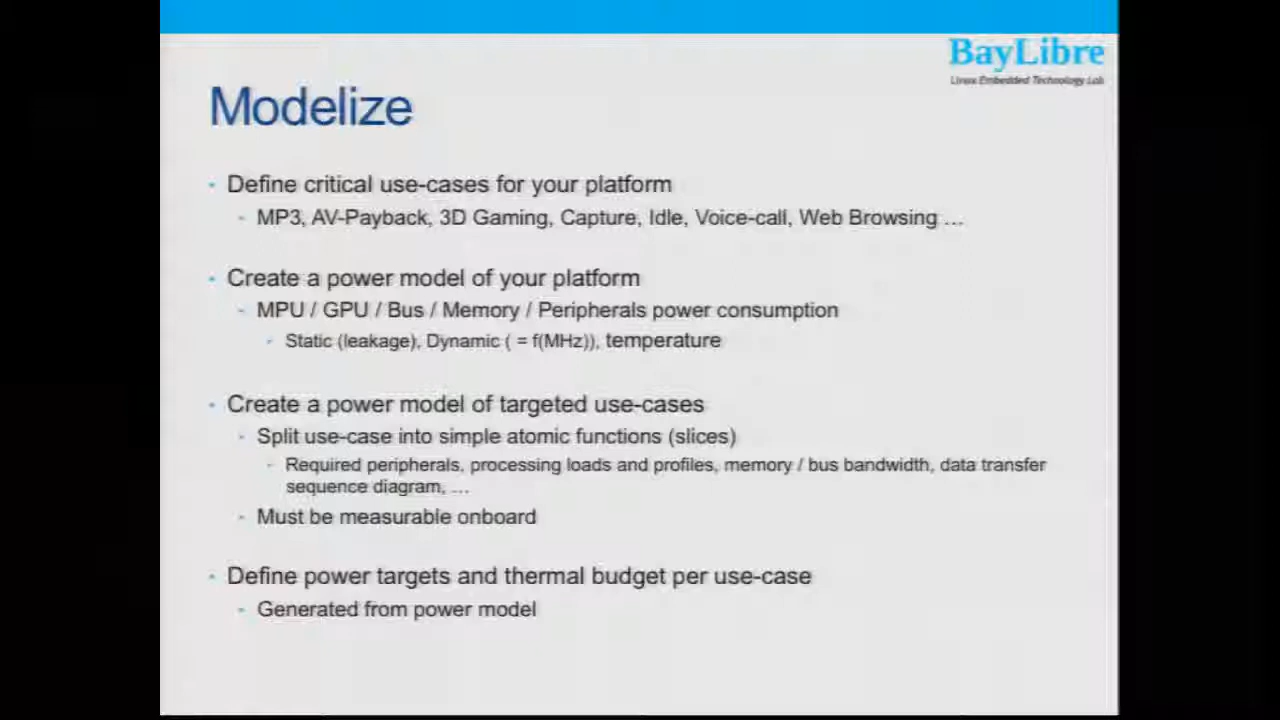 BayLibre
Linux Embedded Technology Lab
Modelize
- Define critical use-cases for your platform
- MP3, AV-Payback, 3D Gaming, Capture, Idle, Voice-call, Web Browsing ...
- Create a power model of your platform
- MPU / GPU / Bus / Memory / Peripherals power consumption
- Static (leakage), Dynamic ( = f(MHz)), temperature
- Create a power model of targeted use-cases
- Split use-case into simple atomic functions (slices)
- Required peripherals, processing loads and profiles, memory / bus bandwidth, data transfer
sequence diagram, ...
- Must be measurable onboard
- Define power targets and thermal budget per use-case
- Generated from power model